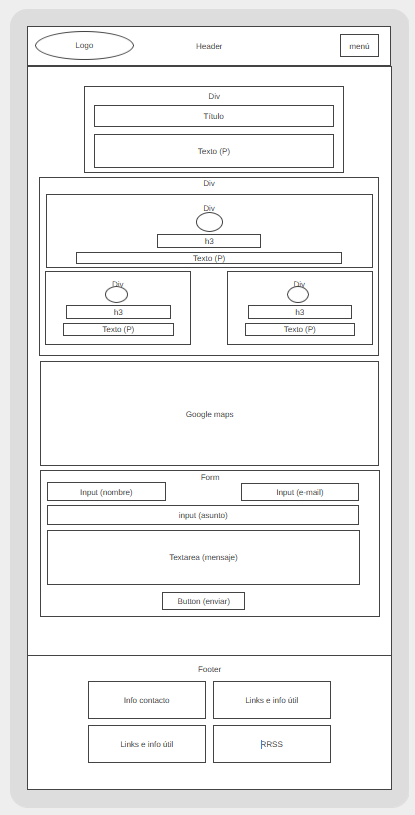 Logo
Header
menú
Div
Título
Texto (P)
Div
Div
h3
Texto (P)
Div
h3
Texto (P)
Div
h3
Texto (P)
Google maps
Form
Input (nombre)
Input (e-mail)
input (asunto)
Textarea (mensaje)
Button (enviar)
Footer
Info contacto
Links e info útil
Links e info útil
RRSS